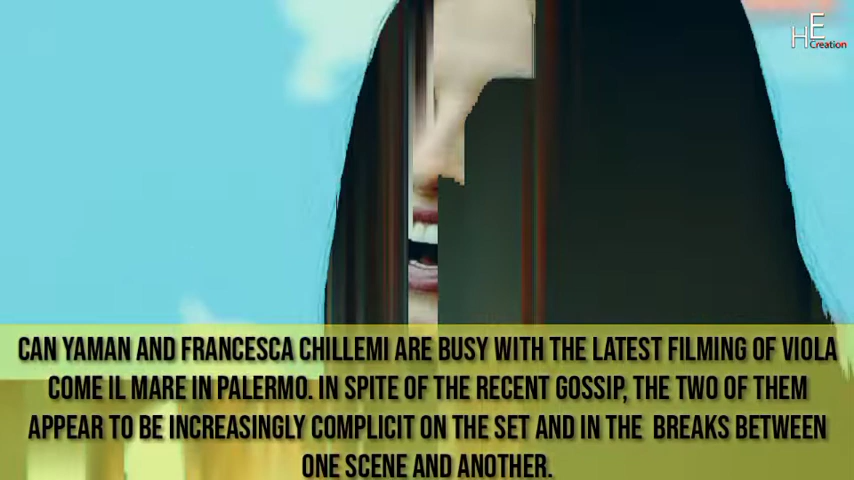 HE
Creation
CAN YAMAN AND FRANCESCA CHILLEMI ARE BUSY WITH THE LATEST FILMING OF VIOLA
COME IL MARE IN PALERMO. IN SPITE OF THE RECENT GOSSIP, THE TWO OF THEM
APPEAR TO BE INCREASINGLY COMPLICIT ON THE SET AND IN THE BREAKS BETWEEN
ONE SCENE AND ANOTHER.